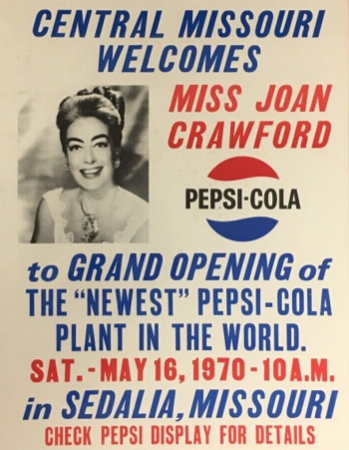 CENTRAL MISSOURI
WELCOMES
MISS JOAN
CRAWFORD
PEPSI-COLA
to GRAND OPENING of
THE "NEWEST" PEPSI-COLA
PLANT IN THE WORLD.
SAT. - MAY 16, 1970 - 10 A.M.
in SEDALIA, MISSOURI
CHECK PEPSI DISPLAY FOR DETAILS